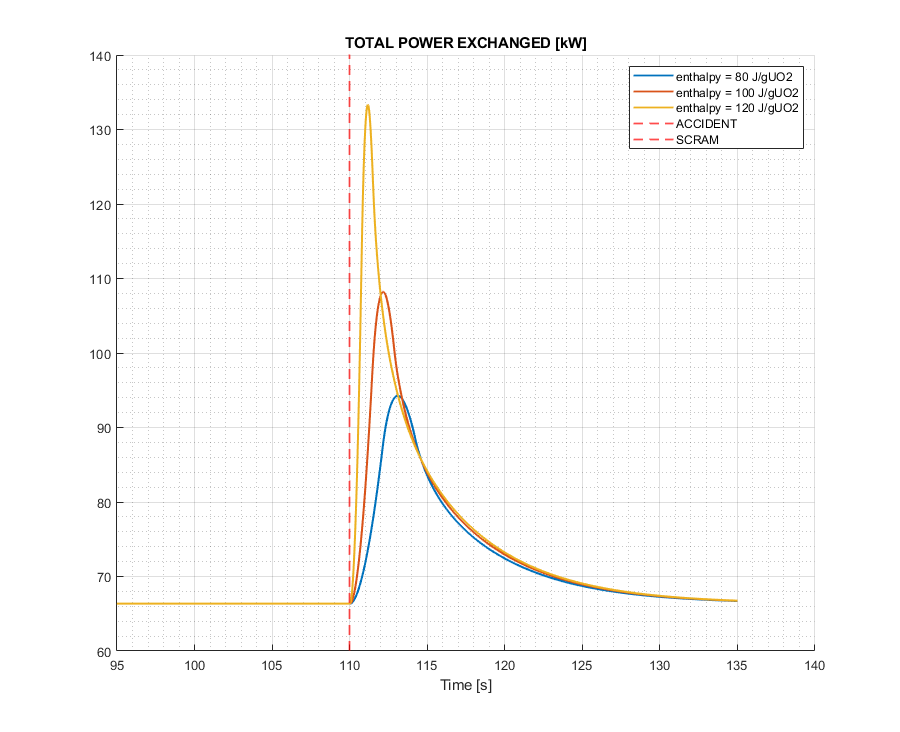 TOTAL POWER EXCHANGED [kW]
enthalpy = 80 J/gUO2
enthalpy = 100 J/gUO2
enthalpy = 120 J/gUO2
ACCIDENT
SCRAM
140
130
120
110
100
90
80
70
60
95 100 105 110 115 120 125 130 135 140
Time [s]